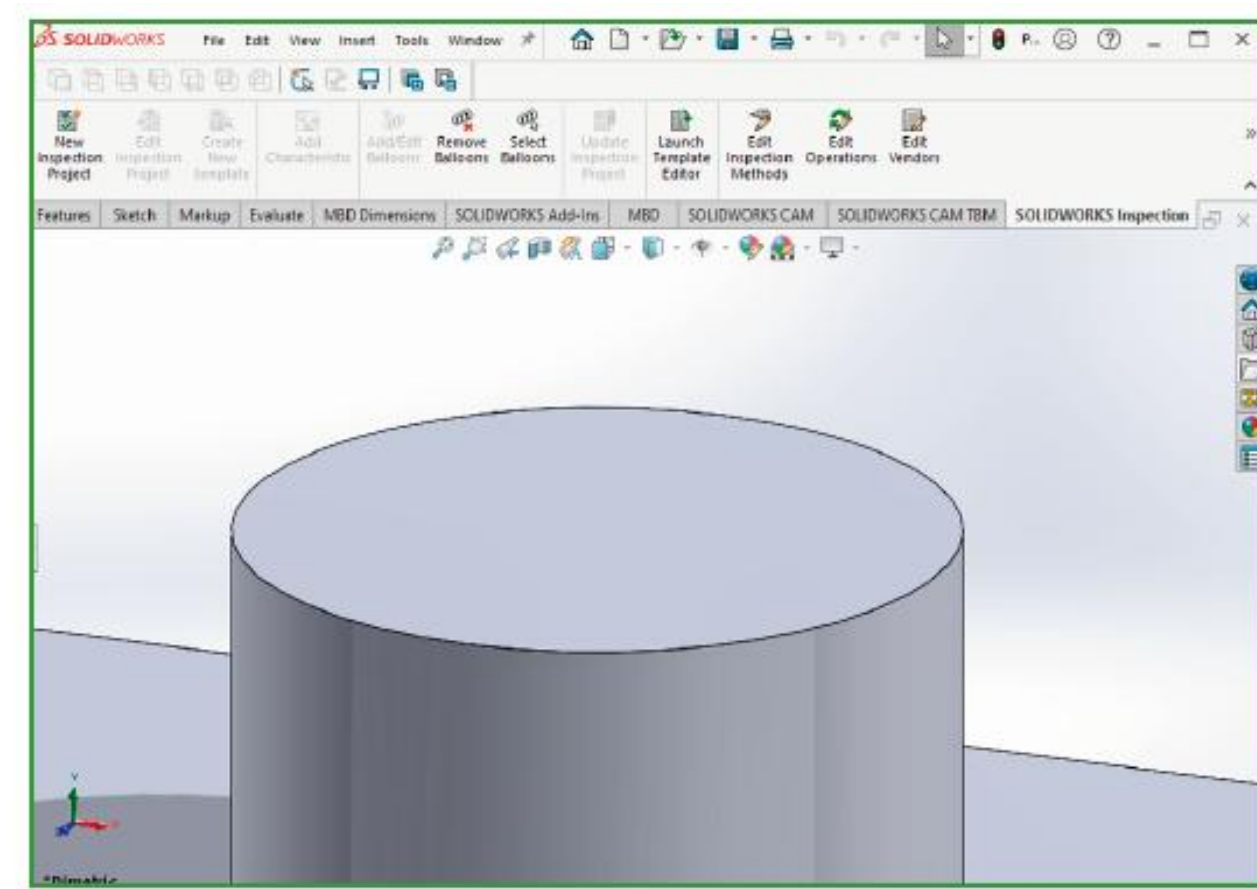 SOLIDWORKS File Edit View Insert Tools Window P...
New Inspection Project
Edit Inspection Project
Create New template
Add Characteristic
Add/Edit Balloons
Remove Balloons
Select Balloons
Update Inspection Project
Launch Template Editor
Edit Inspection Methods
Edit Operations
Edit Vendors
Features Sketch Markup Evaluate MBD Dimensions SOLIDWORKS Add-Ins MBD SOLIDWORKS CAM SOLIDWORKS CAM TBM SOLIDWORKS Inspection
Y
*Dimetric